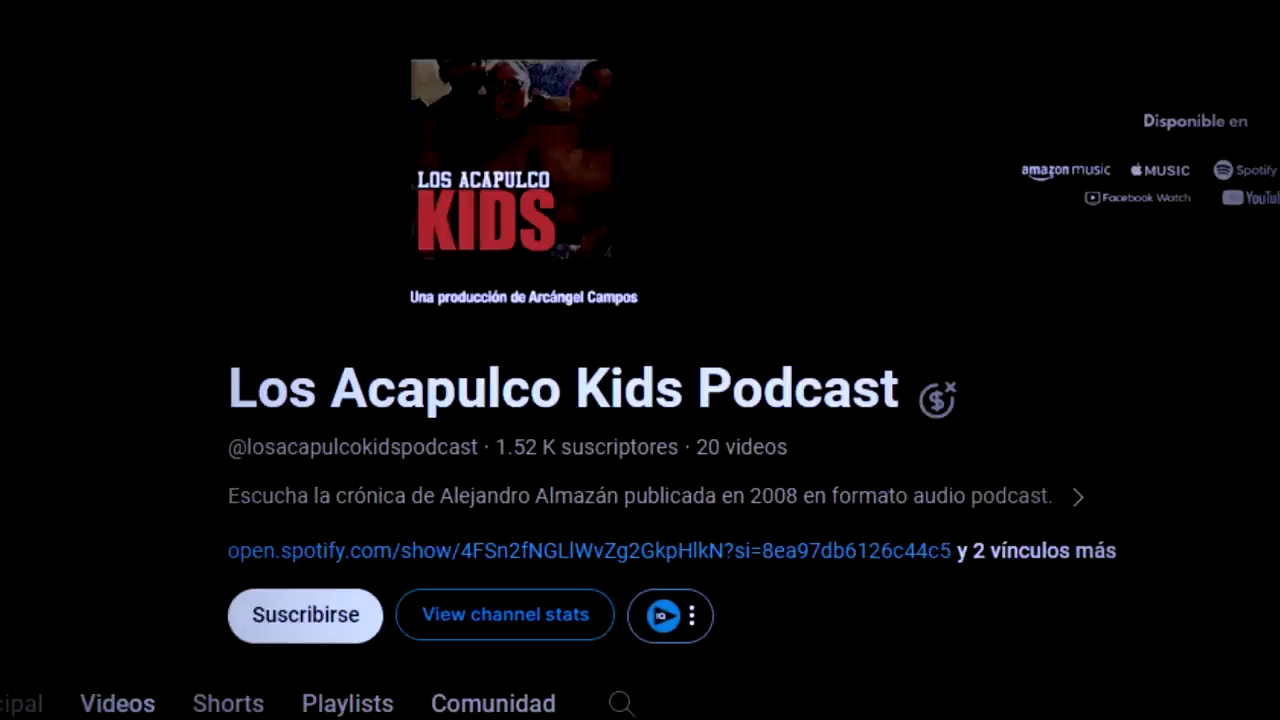 Disponible en
amazon music
MUSIC
Spotify
Facebook Watch
LOS ACAPULCO
KIDS
Una producción de Arcángel Campos
Los Acapulco Kids Podcast
@losacapulcokidspodcast · 1.52 K suscriptores · 20 videos
Escucha la crónica de Alejandro Almazán publicada en 2008 en formato audio podcast.
open.spotify.com/show/4FSn2fNGLlWvZg2GkpHlkN?si=8ea97db6126c44c5 y 2 vínculos más
Suscribirse
View channel stats
IQ
Videos
Shorts
Playlists
Comunidad